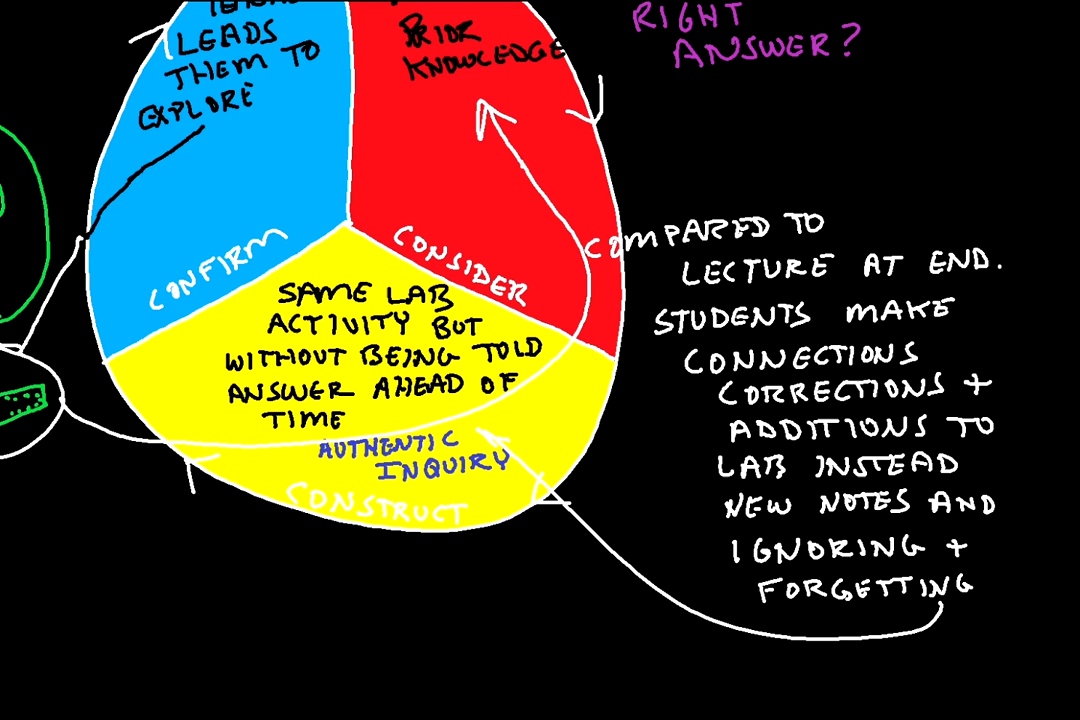 LEADS
THEM TO
EXPLORE
PRIOR
KNOWLEDGE
RIGHT
ANSWER?
CONFIRM
CONSIDER
SAME LAB
ACTIVITY BUT
WITHOUT BEING TOLD
ANSWER AHEAD OF
TIME
AUTHENTIC
INQUIRY
CONSTRUCT
COMPARED TO
LECTURE AT END.
STUDENTS MAKE
CONNECTIONS
CORRECTIONS +
ADDITIONS TO
LAB INSTEAD
NEW NOTES AND
IGNORING +
FORGETTING